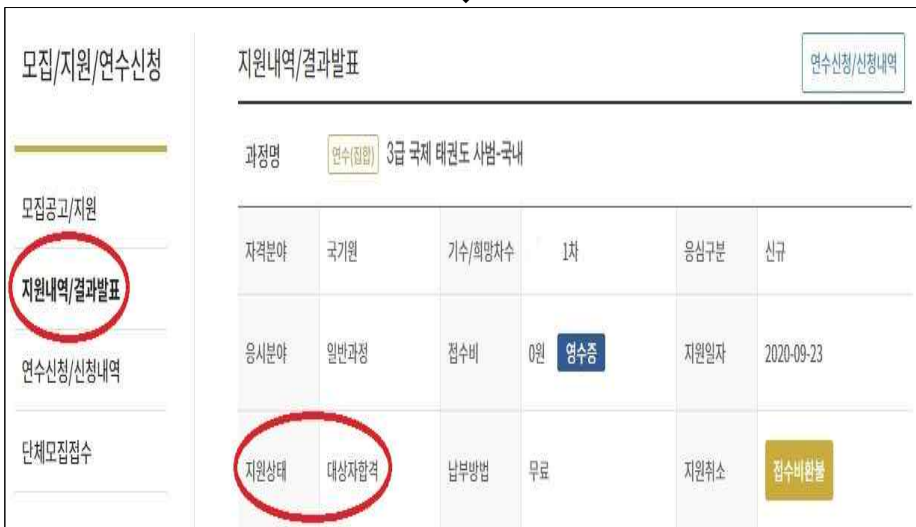 모집/지원/연수신청
모집공고/지원
지원내역/결과발표
연수신청/신청내역
단체모집접수
지원내역/결과발표
연수신청/신청내역
과정명 연수(집합) 3급 국제 태권도 사범-국내
자격분야 국기원 기수/희망차수 1차 응심구분 신규
응시분야 일반과정 접수비 0원 영수증 지원일자 2020-09-23
지원상태 대상자합격 납부방법 무료 지원취소 접수비환불